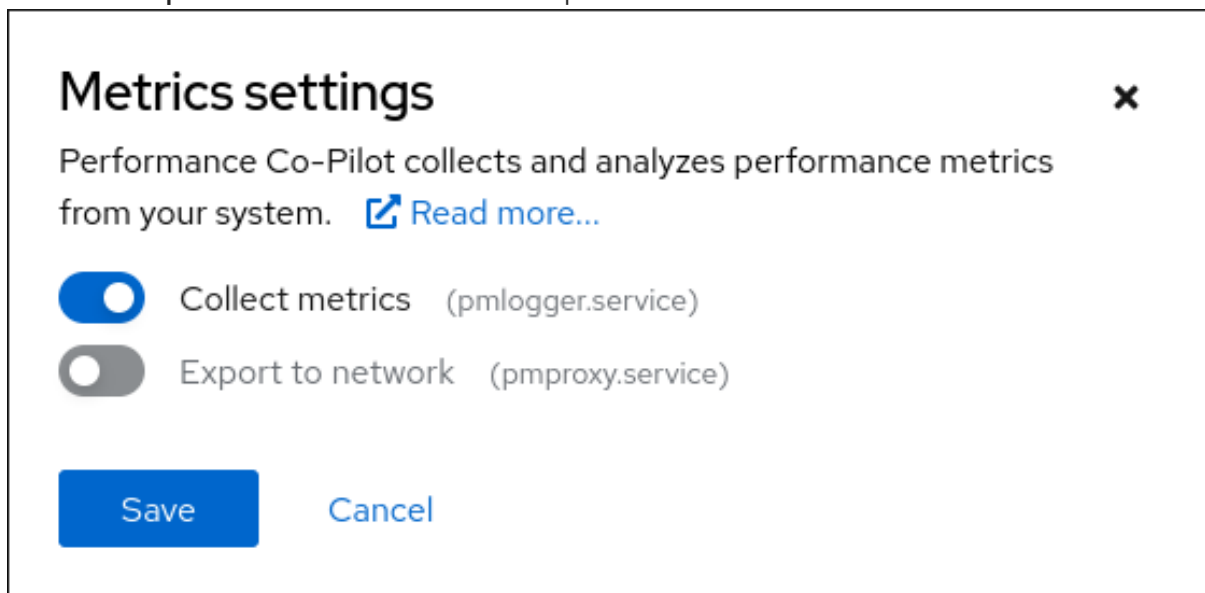 Metrics settings
Performance Co-Pilot collects and analyzes performance metrics
from your system. Read more...
Collect metrics (pmlogger.service)
Export to network (pmproxy.service)
Save Cancel